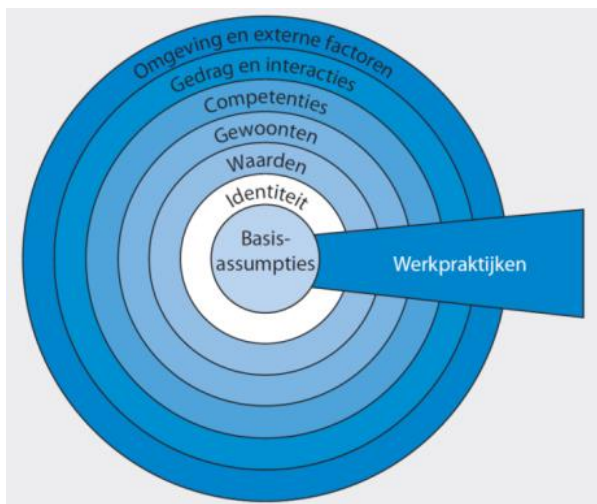 Omgeving en externe factoren
Gedrag en interacties
Competenties
Gewoonten
Waarden
Identiteit
Basis-
assumpties
Werkpraktijken